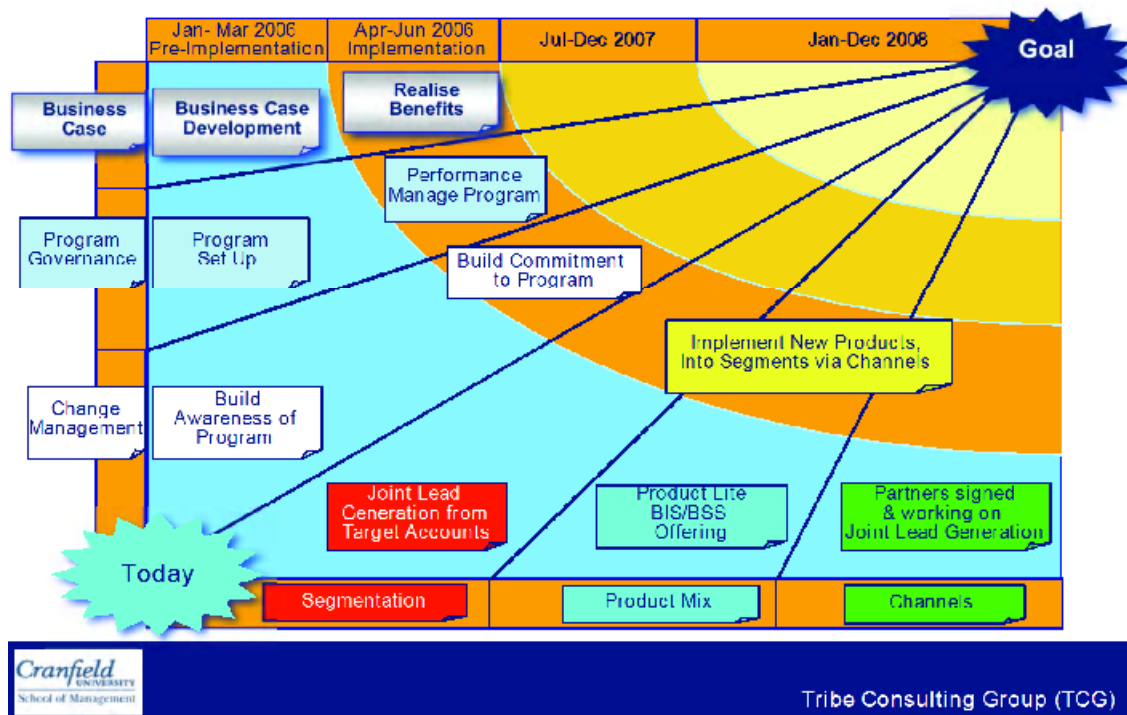 Jan- Mar 2006
Pre-Implementation
Apr-Jun 2006
Implementation
Jul-Dec 2007
Jan-Dec 2008
Goal
Business
Case
Business Case
Development
Realise
Benefits
Performance
Manage Program
Program
Governance
Program
Set Up
Build Commitment
to Program
Implement New Products,
Into Segments via Channels
Change
Management
Build
Awareness of
Program
Joint Lead
Generation from
Target Accounts
Product Lite
BIS/BSS
Offering
Partners signed
& working on
Joint Lead Generation
Today
Segmentation
Product Mix
Channels
Cranfield
UNIVERSITY
School of Management
Tribe Consulting Group (TCG)